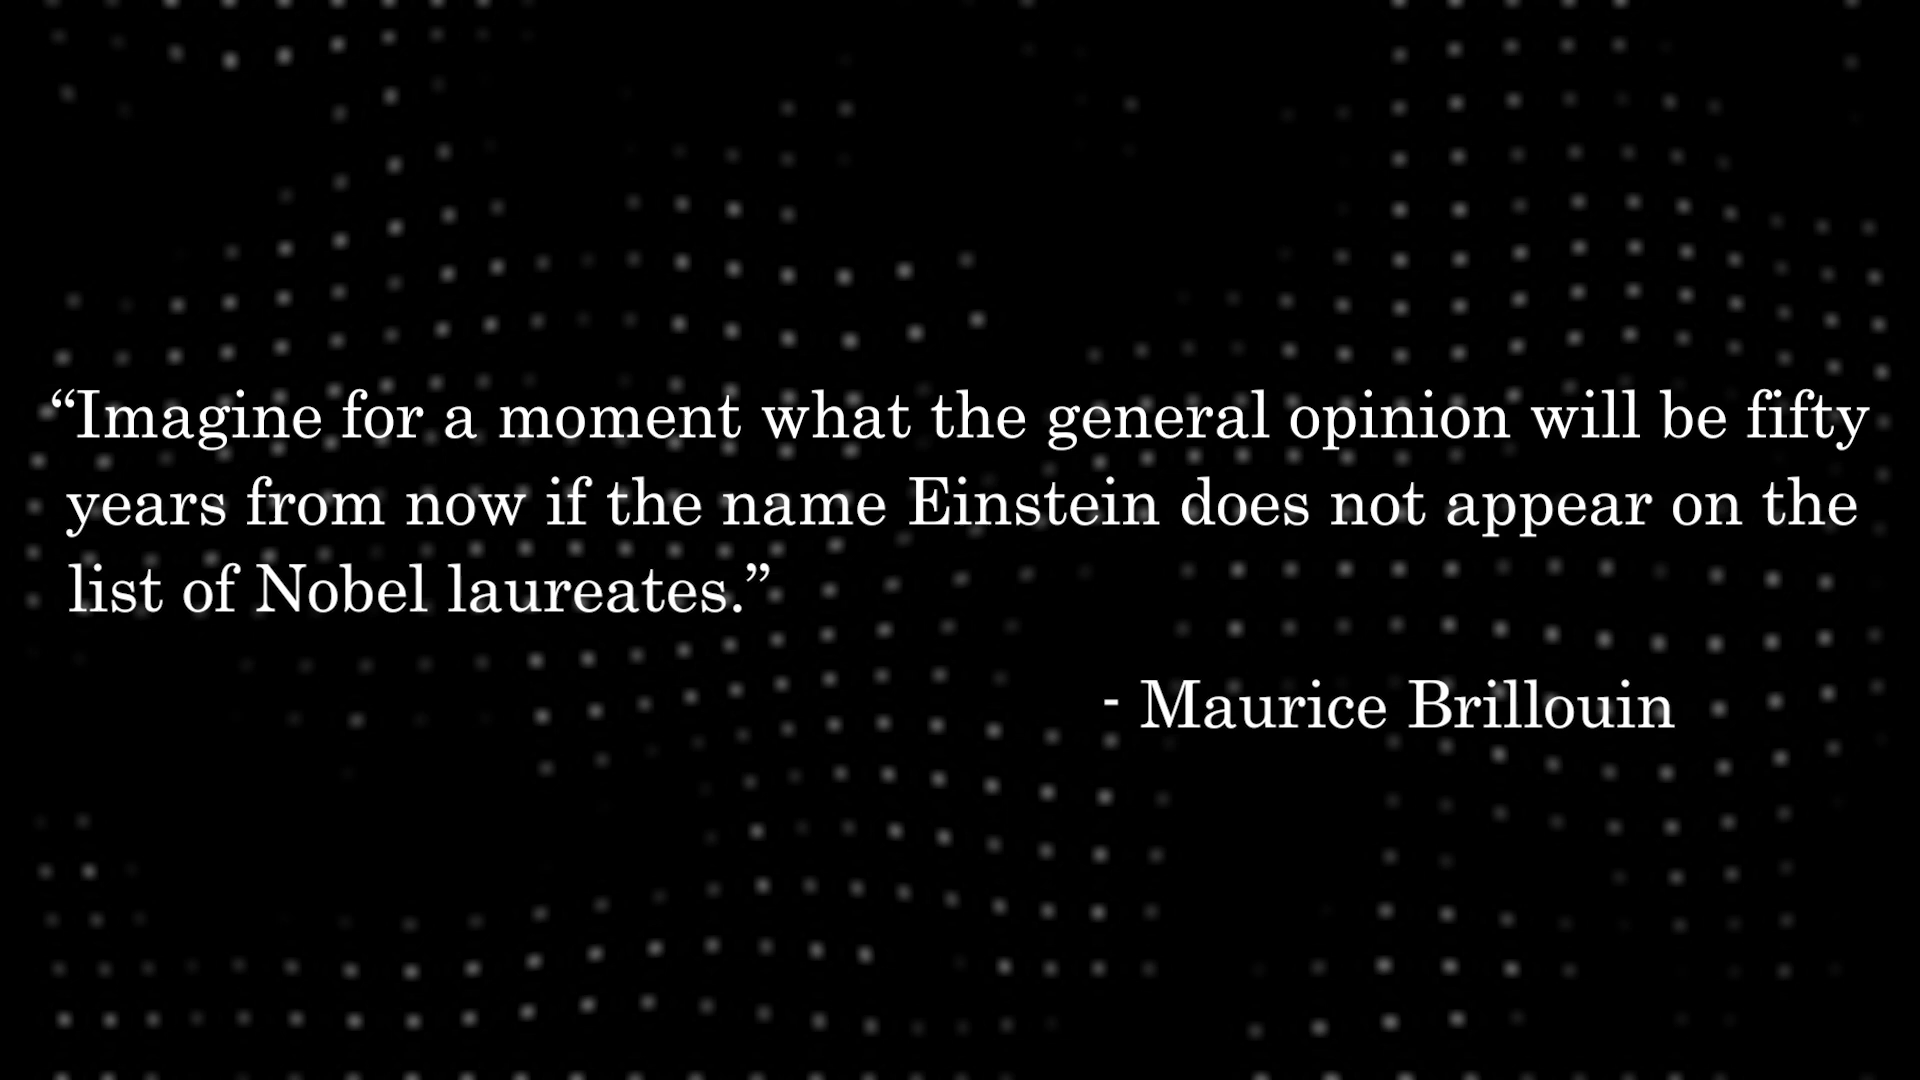 “Imagine for a moment what the general opinion will be fifty
years from now if the name Einstein does not appear on the
list of Nobel laureates.”
- Maurice Brillouin